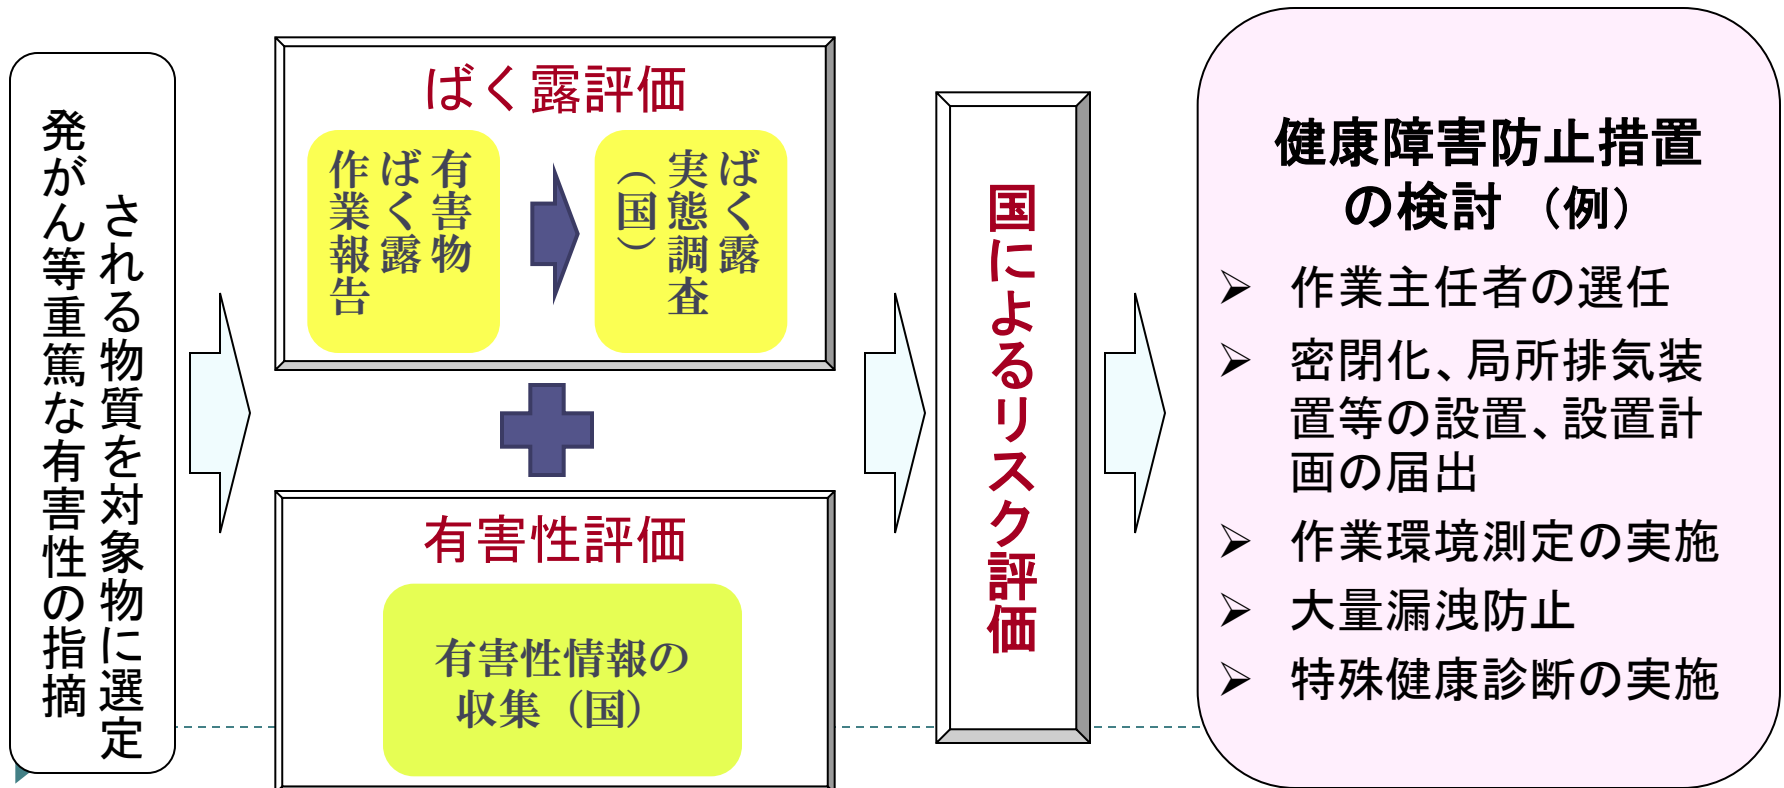 発がん等重篤な有害性の指摘
される物質を対象物に選定
ばく露評価
有害物
ばく露
作業報告
ばく露
実態調査
（国）
有害性評価
有害性情報の
収集（国）
国によるリスク評価
健康障害防止措置
の検討（例）
➢ 作業主任者の選任
➢ 密閉化、局所排気装
置等の設置、設置計
画の届出
➢ 作業環境測定の実施
➢ 大量漏洩防止
➢ 特殊健康診断の実施